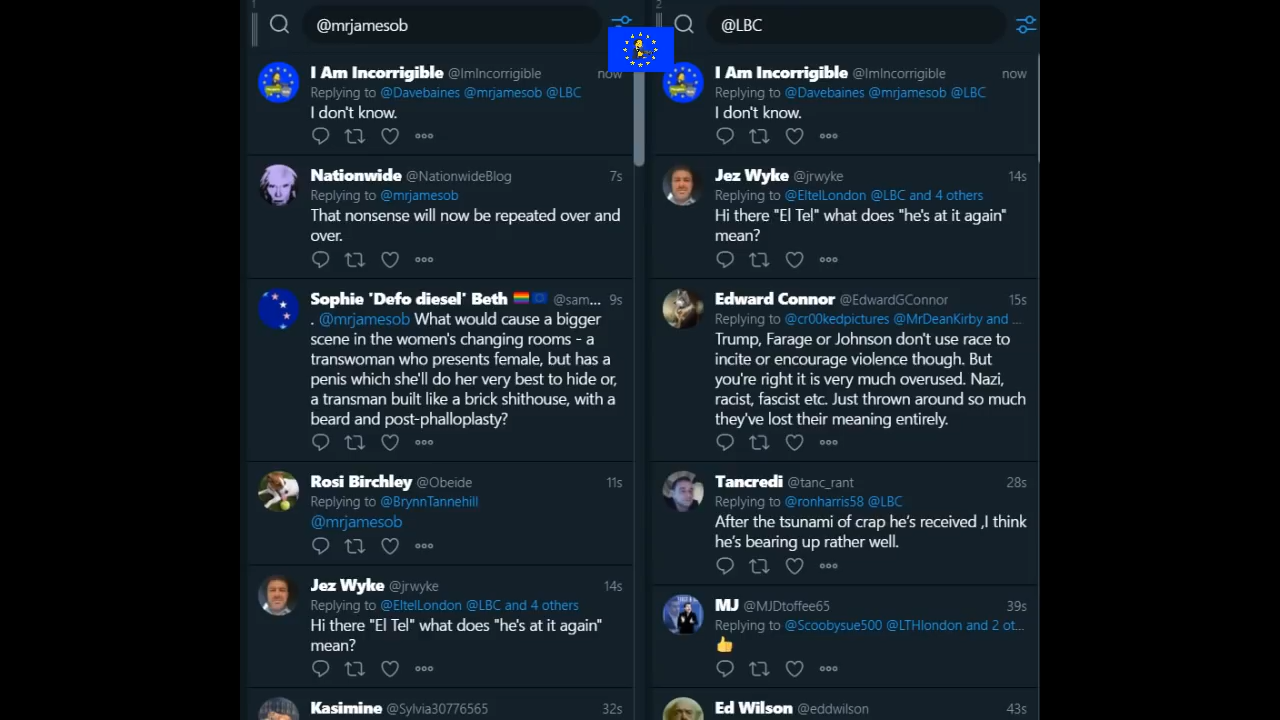 1
@mrjamesob
I Am Incorrigible @ImIncorrigible now
Replying to @Davebaines @mrjamesob @LBC
I don't know.
Nationwide @NationwideBlog 7s
Replying to @mrjamesob
That nonsense will now be repeated over and
over.
Sophie 'Defo diesel' Beth @sam... 9s
. @mrjamesob What would cause a bigger
scene in the women's changing rooms - a
transwoman who presents female, but has a
penis which she'll do her very best to hide or,
a transman built like a brick shithouse, with a
beard and post-phalloplasty?
Rosi Birchley @Obeide 11s
Replying to @BrynnTannehill
@mrjamesob
Jez Wyke @jrwyke 14s
Replying to @EltelLondon @LBC and 4 others
Hi there "El Tel" what does "he's at it again"
mean?
Kasimine @Sylvia30776565 32s
2
@LBC
I Am Incorrigible @ImIncorrigible now
Replying to @Davebaines @mrjamesob @LBC
I don't know.
Jez Wyke @jrwyke 14s
Replying to @EltelLondon @LBC and 4 others
Hi there "El Tel" what does "he's at it again"
mean?
Edward Connor @EdwardGConnor 15s
Replying to @cr00kedpictures @MrDeanKirby and ...
Trump, Farage or Johnson don't use race to
incite or encourage violence though. But
you're right it is very much overused. Nazi,
racist, fascist etc. Just thrown around so much
they've lost their meaning entirely.
Tancredi @tanc_rant 28s
Replying to @ronharris58 @LBC
After the tsunami of crap he's received ,I think
he's bearing up rather well.
MJ @MJDtoffee65 39s
Replying to @Scoobysue500 @LTHlondon and 2 ot...
👍
Ed Wilson @eddwilson 43s